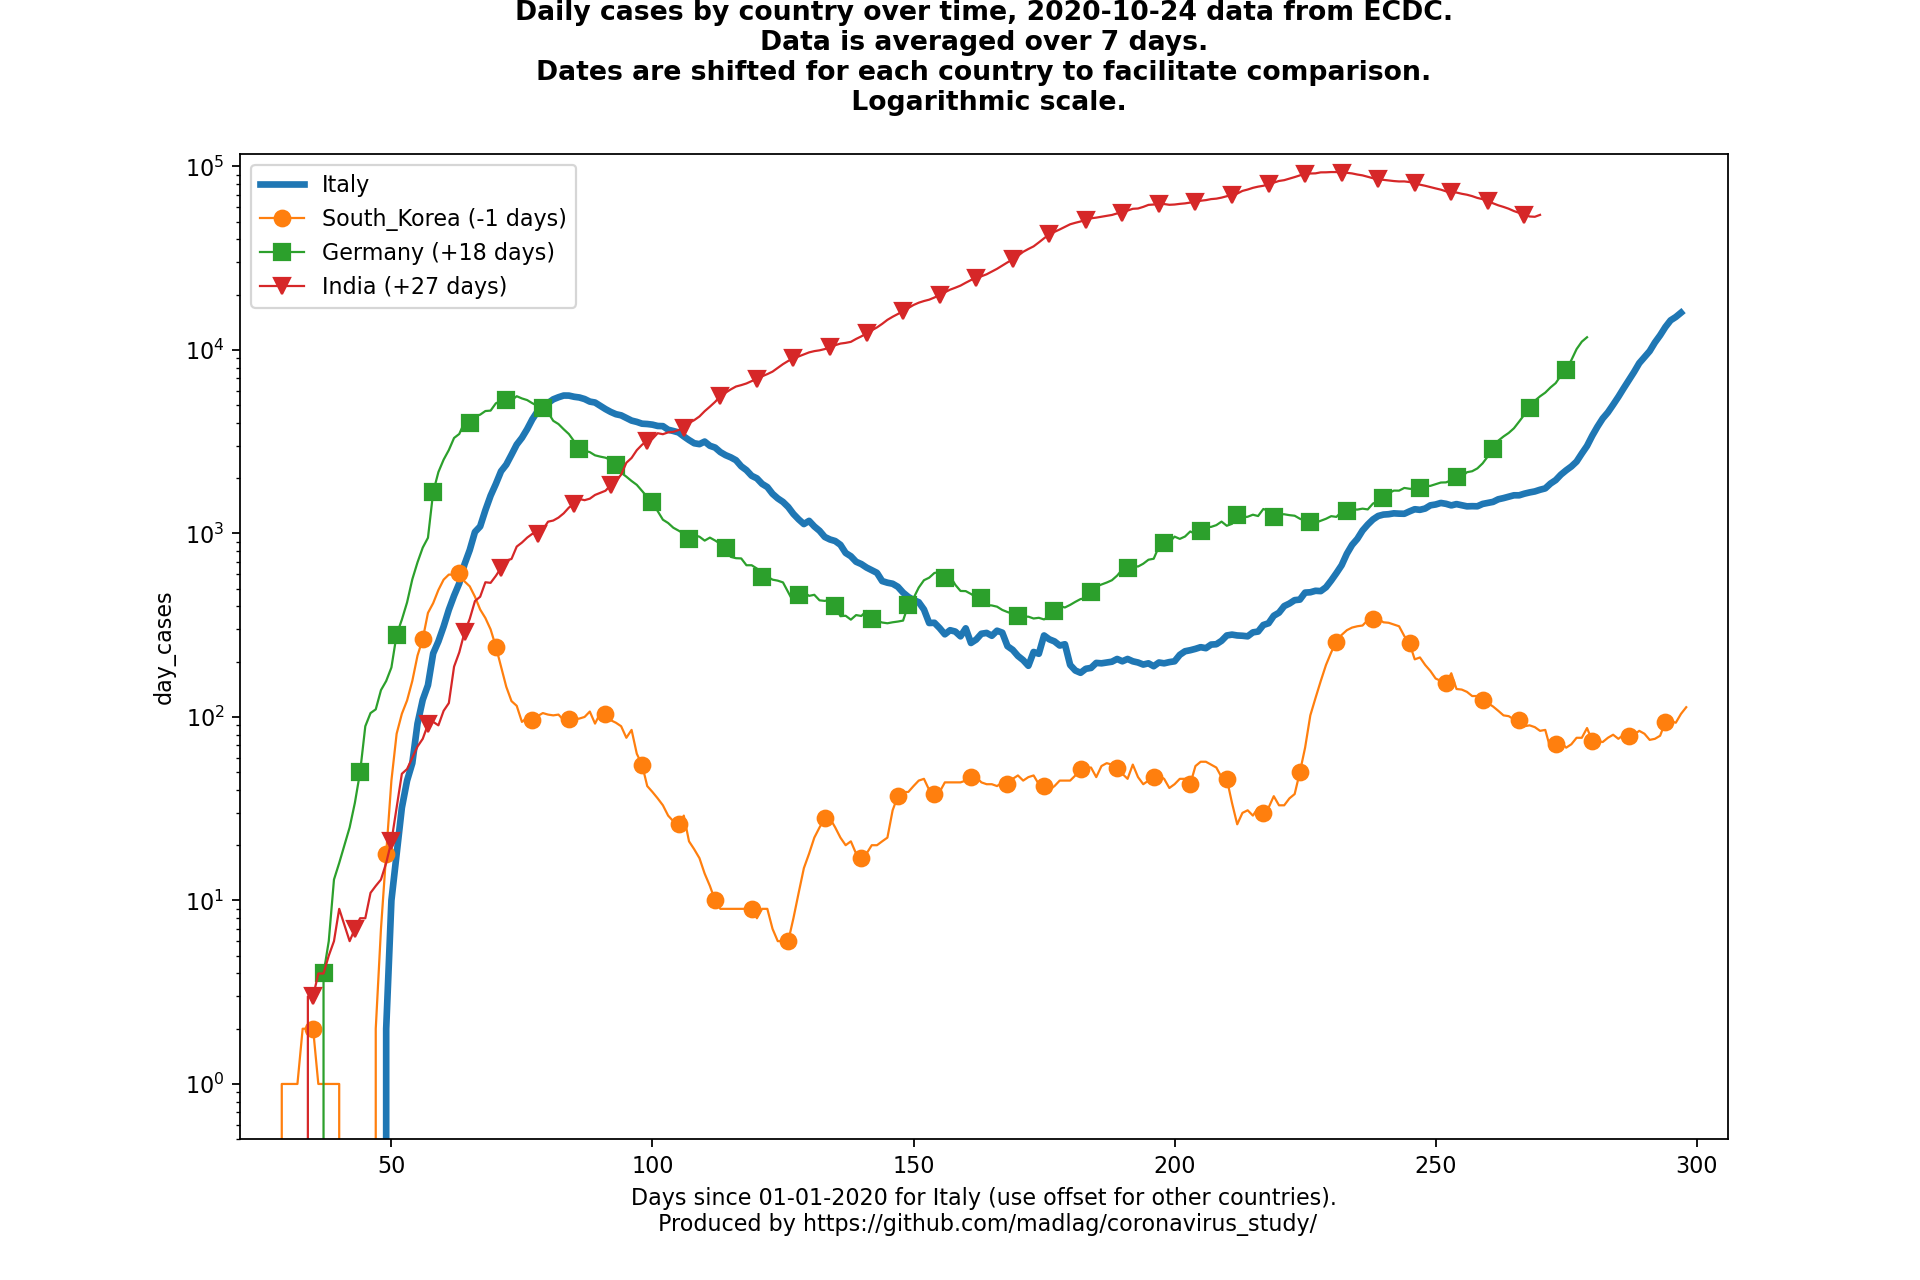 Daily cases by country over time, 2020-10-24 data from ECDC.
Data is averaged over 7 days.
Dates are shifted for each country to facilitate comparison.
Logarithmic scale.
Italy
South_Korea (-1 days)
Germany (+18 days)
India (+27 days)
10^5
10^4
10^3
10^2
10^1
10^0
day_cases
50 100 150 200 250 300
Days since 01-01-2020 for Italy (use offset for other countries).
Produced by https://github.com/madlag/coronavirus_study/